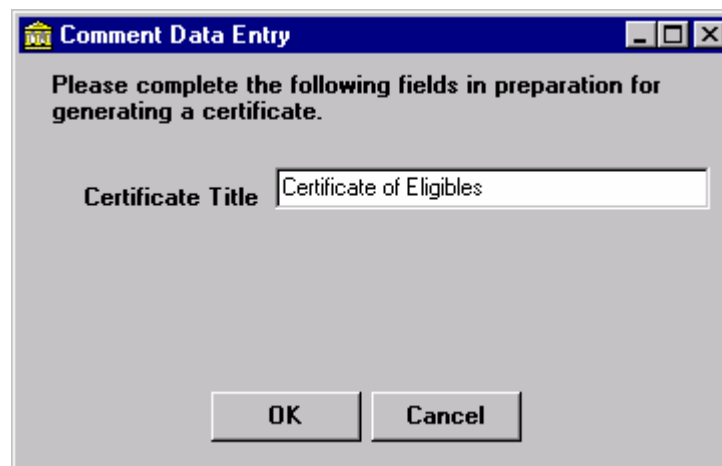 Comment Data Entry
Please complete the following fields in preparation for
generating a certificate.
Certificate Title Certificate of Eligibles
OK Cancel